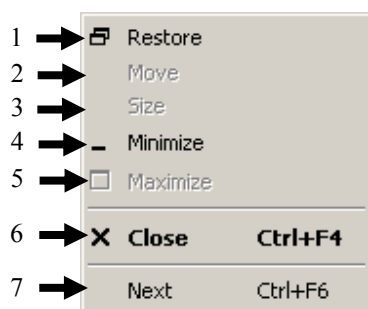 1 Restore
2 Move
3 Size
4 Minimize
5 Maximize
6 Close Ctrl+F4
7 Next Ctrl+F6